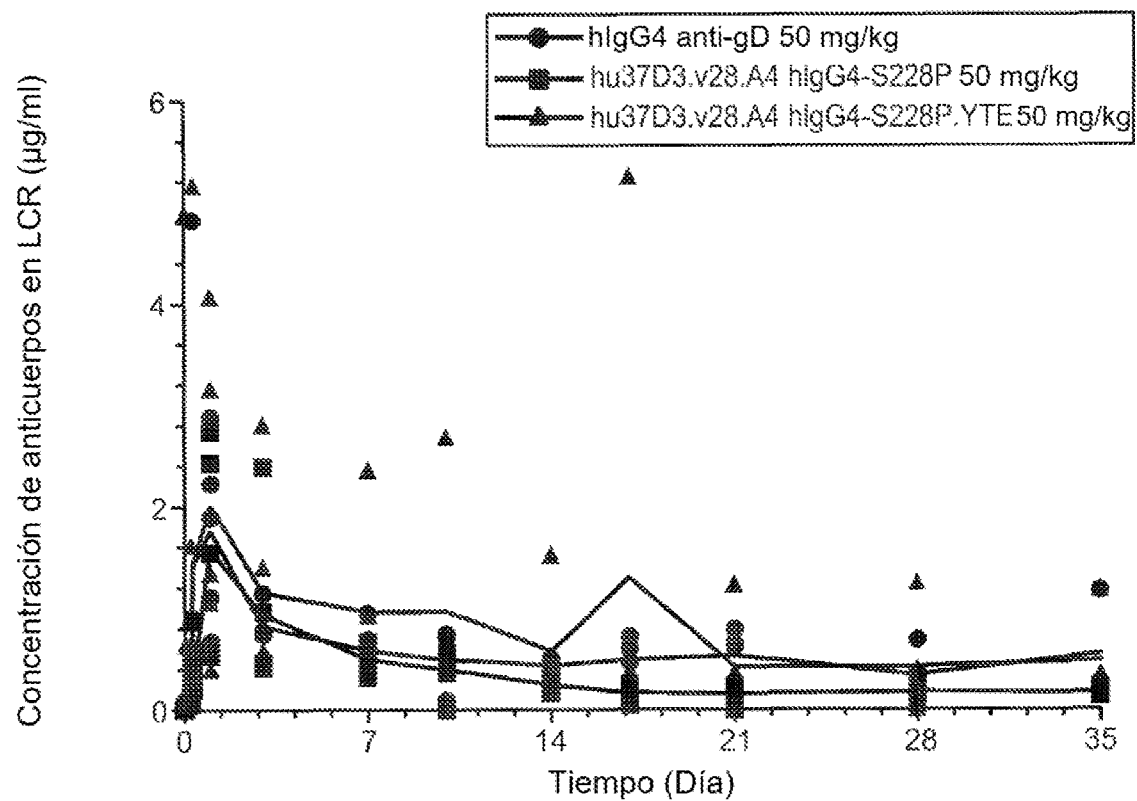 hIgG4 anti-gD 50 mg/kg
hu37D3.v28.A4 hIgG4-S228P 50 mg/kg
hu37D3.v28.A4 hIgG4-S228P.YTE 50 mg/kg
Concentración de anticuerpos en LCR (µg/ml)
6
4
2
0
0 7 14 21 28 35
Tiempo (Día)